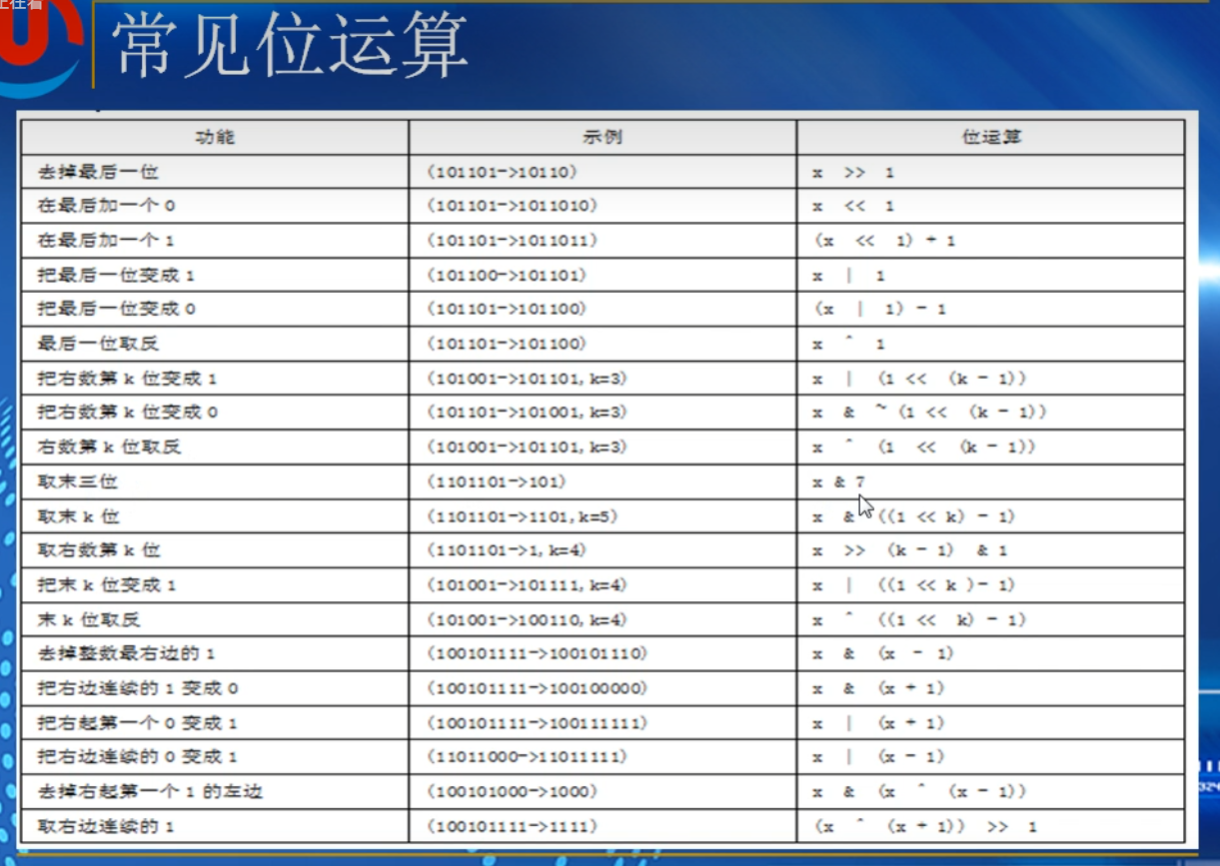 正在看
常见位运算
功能 示例 位运算
去掉最后一位 (101101->10110) x >> 1
在最后加一个 0 (101101->1011010) x << 1
在最后加一个 1 (101101->1011011) (x << 1) + 1
把最后一位变成 1 (101100->101101) x | 1
把最后一位变成 0 (101101->101100) (x | 1) - 1
最后一位取反 (101101->101100) x ^ 1
把右数第 k 位变成 1 (101001->101101,k=3) x | (1 << (k - 1))
把右数第 k 位变成 0 (101101->101001,k=3) x & ~ (1 << (k - 1))
右数第 k 位取反 (101001->101101,k=3) x ^ (1 << (k - 1))
取末三位 (1101101->101) x & 7
取末 k 位 (1101101->1101,k=5) x & ((1 << k) - 1)
取右数第 k 位 (1101101->1,k=4) x >> (k - 1) & 1
把末 k 位变成 1 (101001->101111,k=4) x | ((1 << k )- 1)
末 k 位取反 (101001->100110,k=4) x ^ ((1 << k) - 1)
去掉整数最右边的 1 (100101111->100101110) x & (x - 1)
把右边连续的 1 变成 0 (100101111->100100000) x & (x + 1)
把右起第一个 0 变成 1 (100101111->100111111) x | (x + 1)
把右边连续的 0 变成 1 (11011000->11011111) x | (x - 1)
去掉右起第一个 1 的左边 (100101000->1000) x & (x ^ (x - 1))
取右边连续的 1 (100101111->1111) (x ^ (x + 1)) >> 1